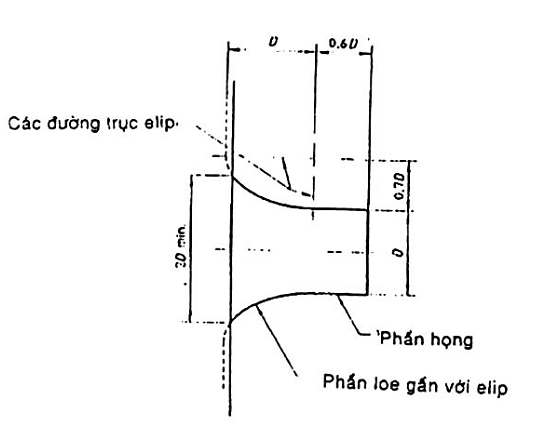 D
0.6D
Các đường trục elip.
0.7D
D
2D min.
Phần họng
Phần loe gần với elip